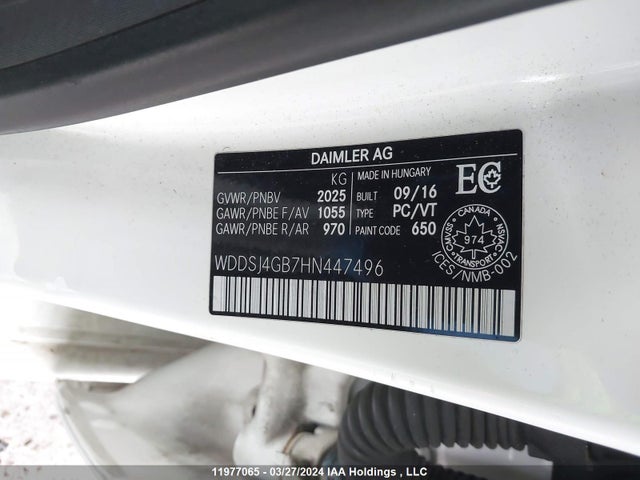 DAIMLER AG
KG MADE IN HUNGARY EC
GVWR/PNBV 2025 BUILT 09/16
GAWR/PNBE F/AV 1055 TYPE PC/VT
GAWR/PNBE R/AR 970 PAINT CODE 650
CANADA
CMVSS 974 NSVAC
TRANSPORT
ICES/NMB-002
WDDSJ4GB7HN447496
11977065 - 03/27/2024 IAA Holdings , LLC